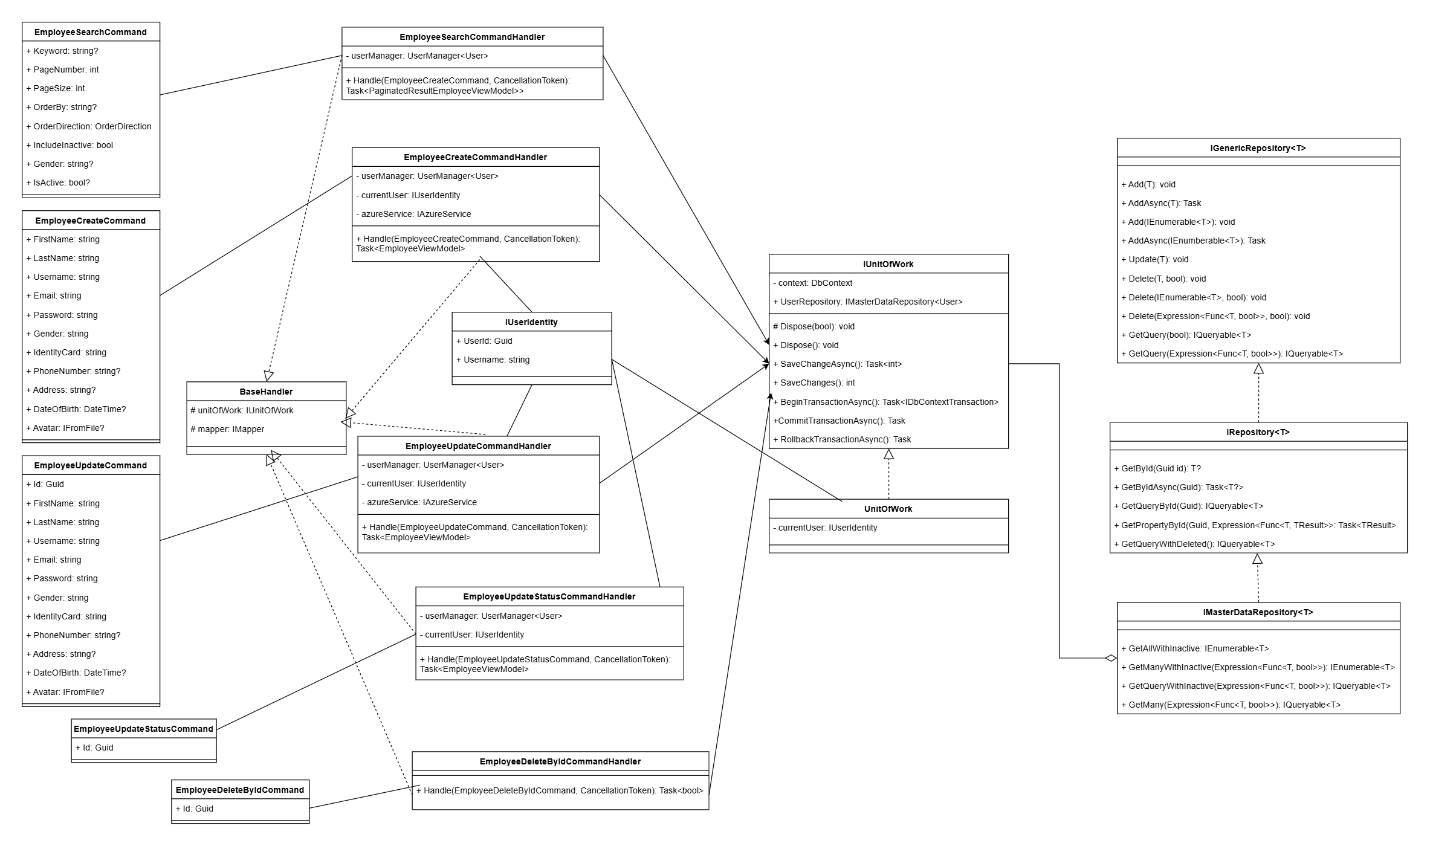 EmployeeSearchCommand
+ Keyword: string?
+ PageNumber: int
+ PageSize: int
+ OrderBy: string?
+ OrderDirection: OrderDirection
+ IncludeInactive: bool
+ Gender: string?
+ IsActive: bool?
EmployeeCreateCommand
+ FirstName: string
+ LastName: string
+ Username: string
+ Email: string
+ Password: string
+ Gender: string
+ IdentityCard: string
+ PhoneNumber: string?
+ Address: string?
+ DateOfBirth: DateTime?
+ Avatar: IFromFile?
EmployeeUpdateCommand
+ Id: Guid
+ FirstName: string
+ LastName: string
+ Username: string
+ Email: string
+ Password: string
+ Gender: string
+ IdentityCard: string
+ PhoneNumber: string?
+ Address: string?
+ DateOfBirth: DateTime?
+ Avatar: IFromFile?
EmployeeUpdateStatusCommand
+ Id: Guid
EmployeeDeleteByIdCommand
+ Id: Guid
BaseHandler
# unitOfWork: IUnitOfWork
# mapper: IMapper
EmployeeSearchCommandHandler
- userManager: UserManager<User>
+ Handle(EmployeeCreateCommand, CancellationToken):
Task<PaginatedResultEmployeeViewModel>>
EmployeeCreateCommandHandler
- userManager: UserManager<User>
- currentUser: IUserIdentity
- azureService: IAzureService
+ Handle(EmployeeCreateCommand, CancellationToken):
Task<EmployeeViewModel>
IUserIdentity
+ UserId: Guid
+ Username: string
EmployeeUpdateCommandHandler
- userManager: UserManager<User>
- currentUser: IUserIdentity
- azureService: IAzureService
+ Handle(EmployeeUpdateCommand, CancellationToken):
Task<EmployeeViewModel>
EmployeeUpdateStatusCommandHandler
- userManager: UserManager<User>
- currentUser: IUserIdentity
+ Handle(EmployeeUpdateStatusCommand, CancellationToken):
Task<EmployeeViewModel>
EmployeeDeleteByIdCommandHandler
+ Handle(EmployeeDeleteByIdCommand, CancellationToken): Task<bool>
IUnitOfWork
- context: DbContext
+ UserRepository: IMasterDataRepository<User>
# Dispose(bool): void
+ Dispose(): void
+ SaveChangeAsync(): Task<int>
+ SaveChanges(): int
+ BeginTransactionAsync(): Task<IDbContextTransaction>
+CommitTransactionAsync(): Task
+ RollbackTransactionAsync(): Task
UnitOfWork
- currentUser: IUserIdentity
IGenericRepository<T>
+ Add(T): void
+ AddAsync(T): Task
+ Add(IEnumerable<T>): void
+ AddAsync(IEnumberable<T>): Task
+ Update(T): void
+ Delete(T, bool): void
+ Delete(IEnumerable<T>, bool): void
+ Delete(Expression<Func<T, bool>>, bool): void
+ GetQuery(bool): IQueryable<T>
+ GetQuery(Expression<Func<T, bool>>): IQueryable<T>
IRepository<T>
+ GetById(Guid id): T?
+ GetByIdAsync(Guid): Task<T?>
+ GetQueryById(Guid): IQueryable<T>
+ GetPropertyById(Guid, Expression<Func<T, TResult>>: Task<TResult>
+ GetQueryWithDeleted(): IQueryable<T>
IMasterDataRepository<T>
+ GetAllWithInactive: IEnumerable<T>
+ GetManyWithInactive(Expression<Func<T, bool>>): IEnumerable<T>
+ GetQueryWithInactive(Expression<Func<T, bool>>): IQueryable<T>
+ GetMany(Expression<Func<T, bool>>): IQueryable<T>